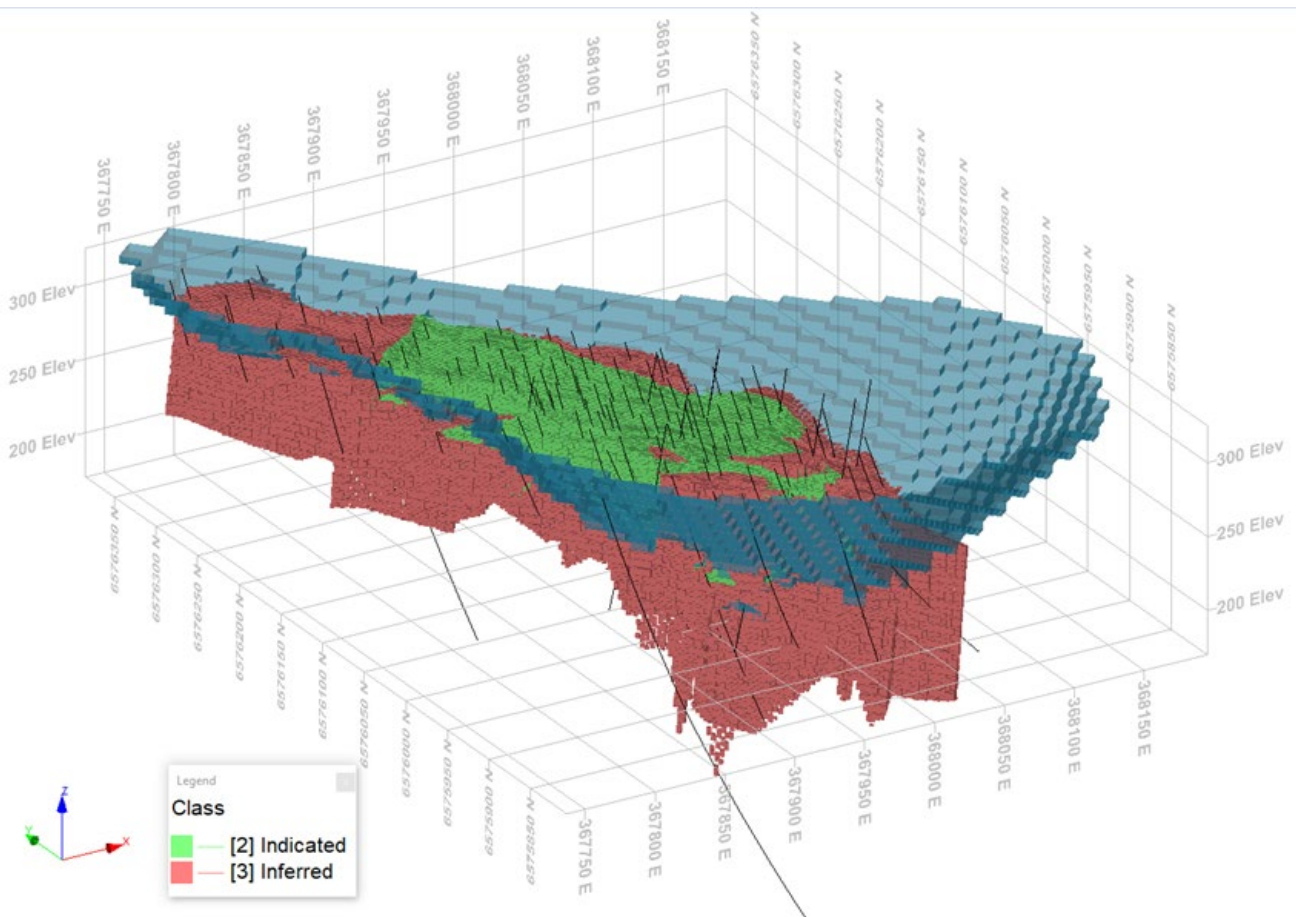 367750 E
367800 E
367850 E
367900 E
367950 E
368000 E
368050 E
368100 E
368150 E
6576350 N
6576300 N
6576250 N
6576200 N
6576150 N
6576100 N
6576050 N
6576000 N
6575950 N
6575900 N
6575850 N
300 Elev
250 Elev
200 Elev
300 Elev
250 Elev
200 Elev
6576350 N
6576300 N
6576250 N
6576200 N
6576150 N
6576100 N
6576050 N
6576000 N
6575950 N
6575900 N
6575850 N
367750 E
367800 E
367850 E
367900 E
367950 E
368000 E
368050 E
368100 E
368150 E
Z
Y
X
Legend
Class
[2] Indicated
[3] Inferred